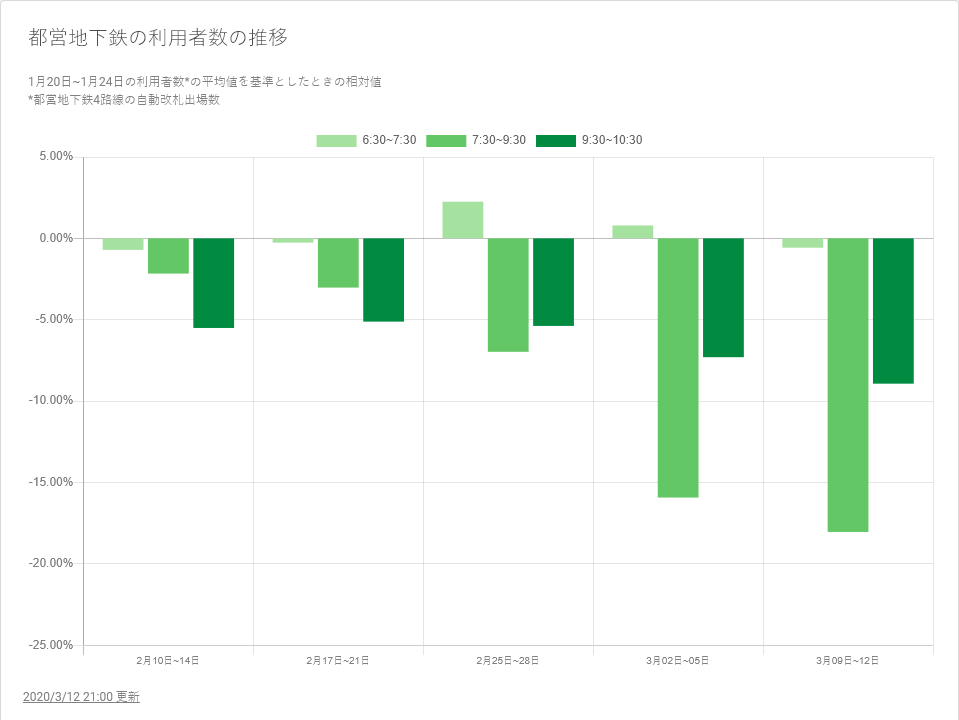 都営地下鉄の利用者数の推移
1月20日~1月24日の利用者数*の平均値を基準としたときの相対値
*都営地下鉄4路線の自動改札出場数
6:30~7:30 7:30~9:30 9:30~10:30
5.00%
0.00%
-5.00%
-10.00%
-15.00%
-20.00%
-25.00%
2月10日~14日 2月17日~21日 2月25日~28日 3月02日~05日 3月09日~12日
2020/3/12 21:00 更新